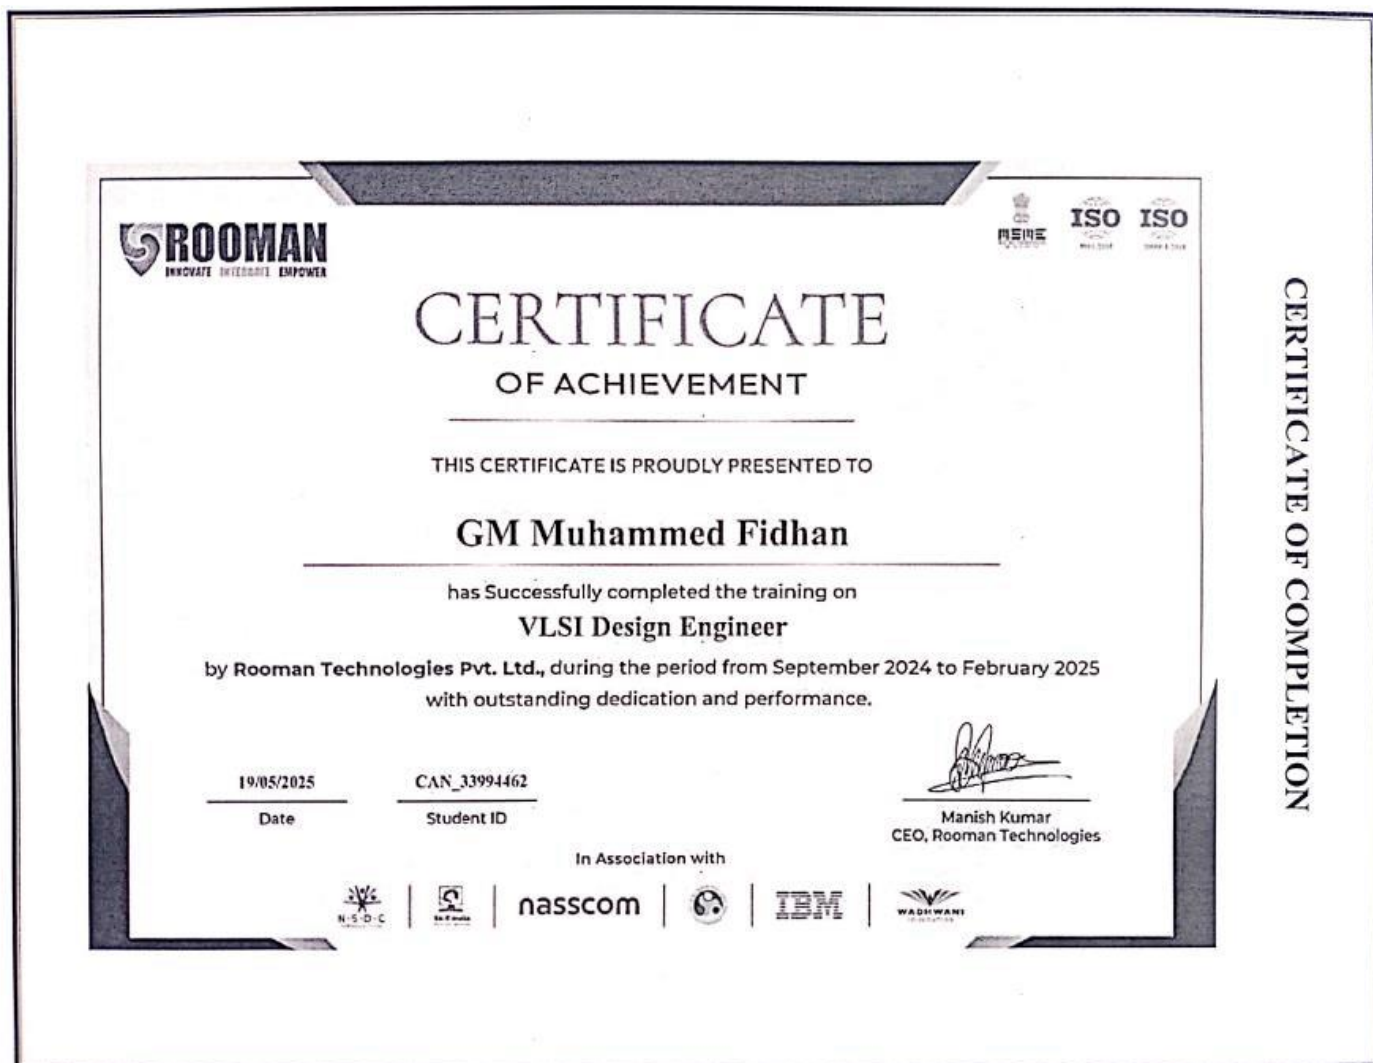 ROOMAN
INNOVATE INTEGRATE EMPOWER
MSME
ISO
ISO
CERTIFICATE
OF ACHIEVEMENT
THIS CERTIFICATE IS PROUDLY PRESENTED TO
GM Muhammed Fidhan
has Successfully completed the training on
VLSI Design Engineer
by Rooman Technologies Pvt. Ltd., during the period from September 2024 to February 2025
with outstanding dedication and performance.
19/05/2025
Date
CAN_33994462
Student ID
Manish Kumar
CEO, Rooman Technologies
In Association with
N·S·D·C
Skill India
nasscom
IBM
WADHWANI
FOUNDATION
CERTIFICATE OF COMPLETION